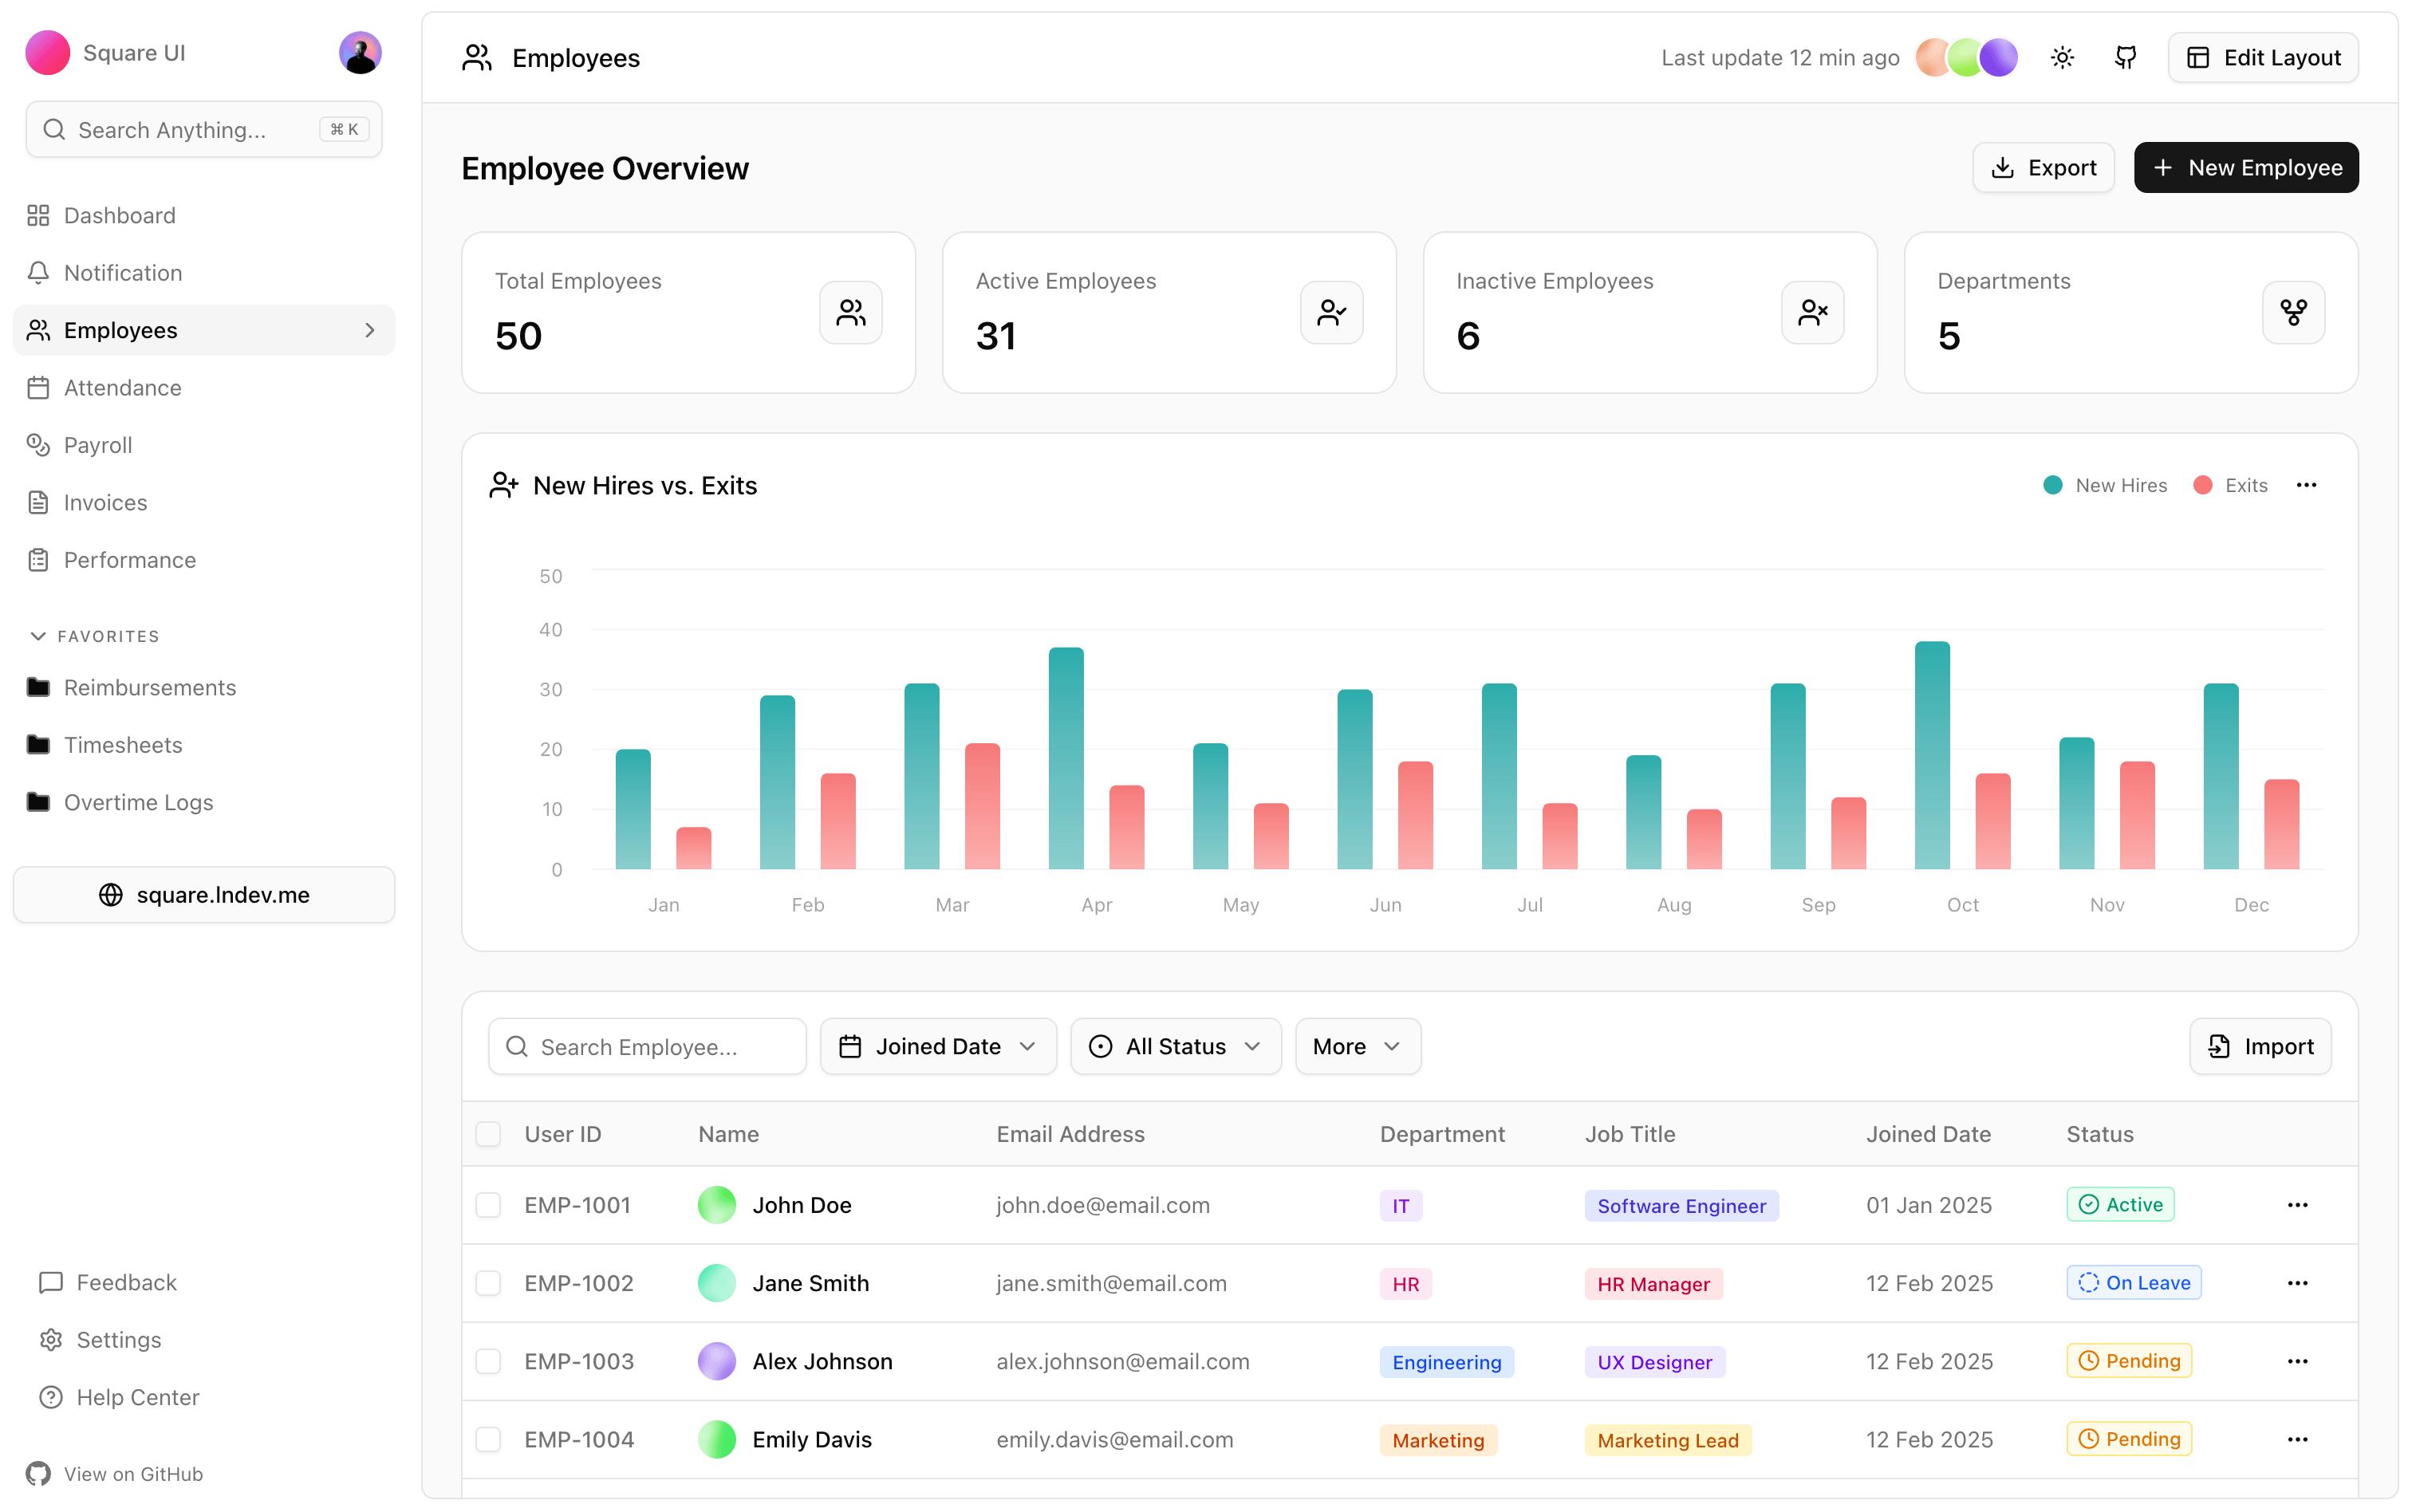 Square UI
Search Anything...
⌘ K
Dashboard
Notification
Employees
Attendance
Payroll
Invoices
Performance
FAVORITES
Reimbursements
Timesheets
Overtime Logs
square.lndev.me
Feedback
Settings
Help Center
View on GitHub
Employees
Last update 12 min ago
Edit Layout
Employee Overview
Export
New Employee
Total Employees
50
Active Employees
31
Inactive Employees
6
Departments
5
New Hires vs. Exits
New Hires
Exits
50
40
30
20
10
0
Jan Feb Mar Apr May Jun Jul Aug Sep Oct Nov Dec
Search Employee...
Joined Date
All Status
More
Import
User ID Name Email Address Department Job Title Joined Date Status
EMP-1001 John Doe john.doe@email.com IT Software Engineer 01 Jan 2025 Active
EMP-1002 Jane Smith jane.smith@email.com HR HR Manager 12 Feb 2025 On Leave
EMP-1003 Alex Johnson alex.johnson@email.com Engineering UX Designer 12 Feb 2025 Pending
EMP-1004 Emily Davis emily.davis@email.com Marketing Marketing Lead 12 Feb 2025 Pending